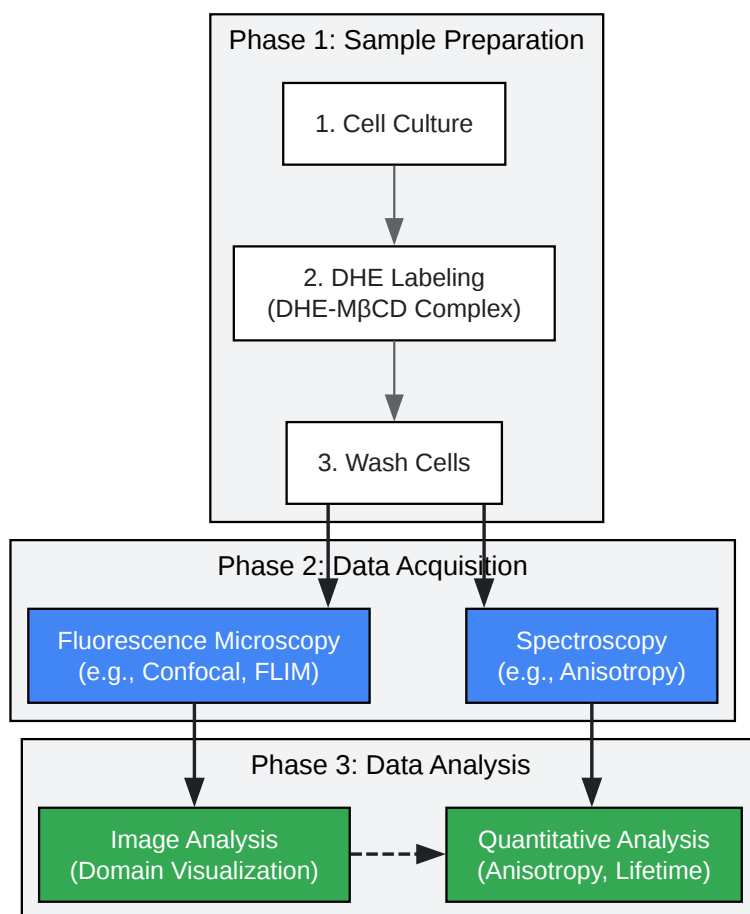 Phase 1: Sample Preparation
1. Cell Culture
2. DHE Labeling
(DHE-MβCD Complex)
3. Wash Cells
Phase 2: Data Acquisition
Fluorescence Microscopy
(e.g., Confocal, FLIM)
Spectroscopy
(e.g., Anisotropy)
Phase 3: Data Analysis
Image Analysis
(Domain Visualization)
Quantitative Analysis
(Anisotropy, Lifetime)